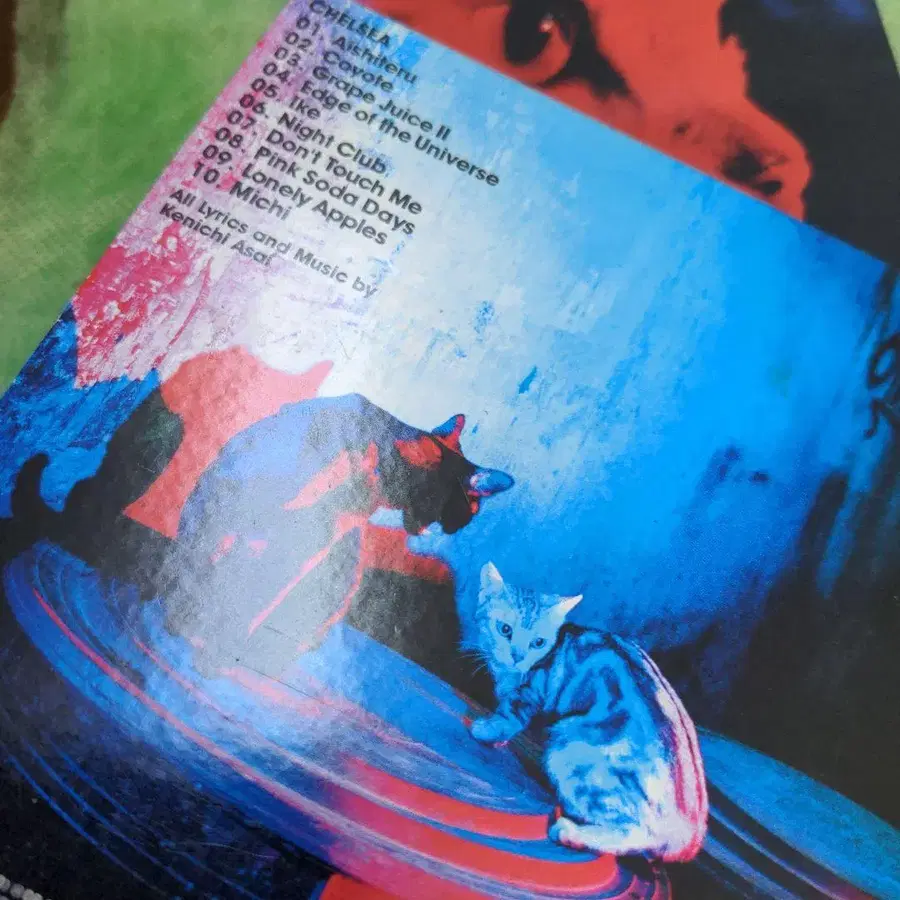 CHELSEA
01. Aishiteru
02. Coyote
03. Grape Juice II
04. Edge of the Universe
05. Ike
06. Night Club
07. Don't Touch Me
08. Pink Soda Days
09. Lonely Apples
10. Michi
All Lyrics and Music by
Kenichi Asai